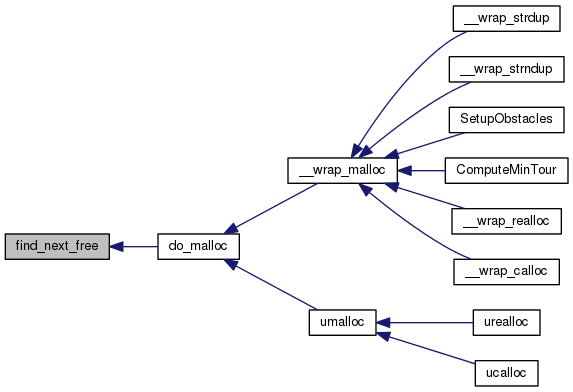 __wrap_strdup
__wrap_strndup
SetupObstacles
__wrap_malloc
ComputeMinTour
__wrap_realloc
find_next_free
do_malloc
__wrap_calloc
umalloc
urealloc
ucalloc